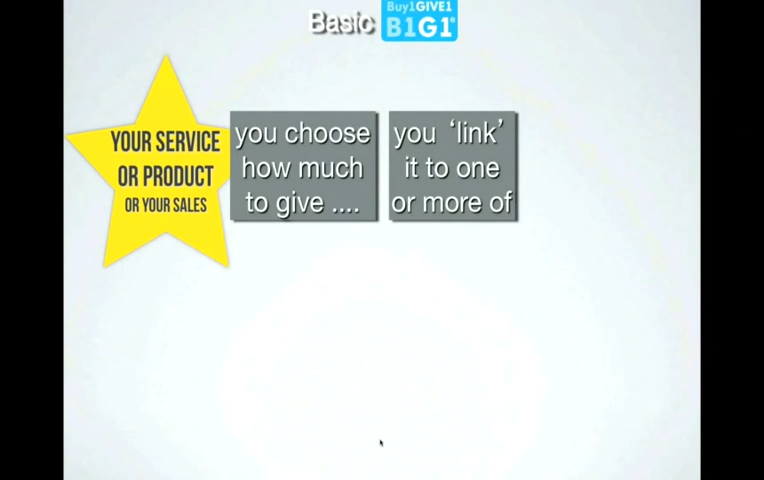 Basic
Buy1GIVE1
B1G1®
YOUR SERVICE
OR PRODUCT
OR YOUR SALES
you choose
how much
to give ....
you ‘link’
it to one
or more of